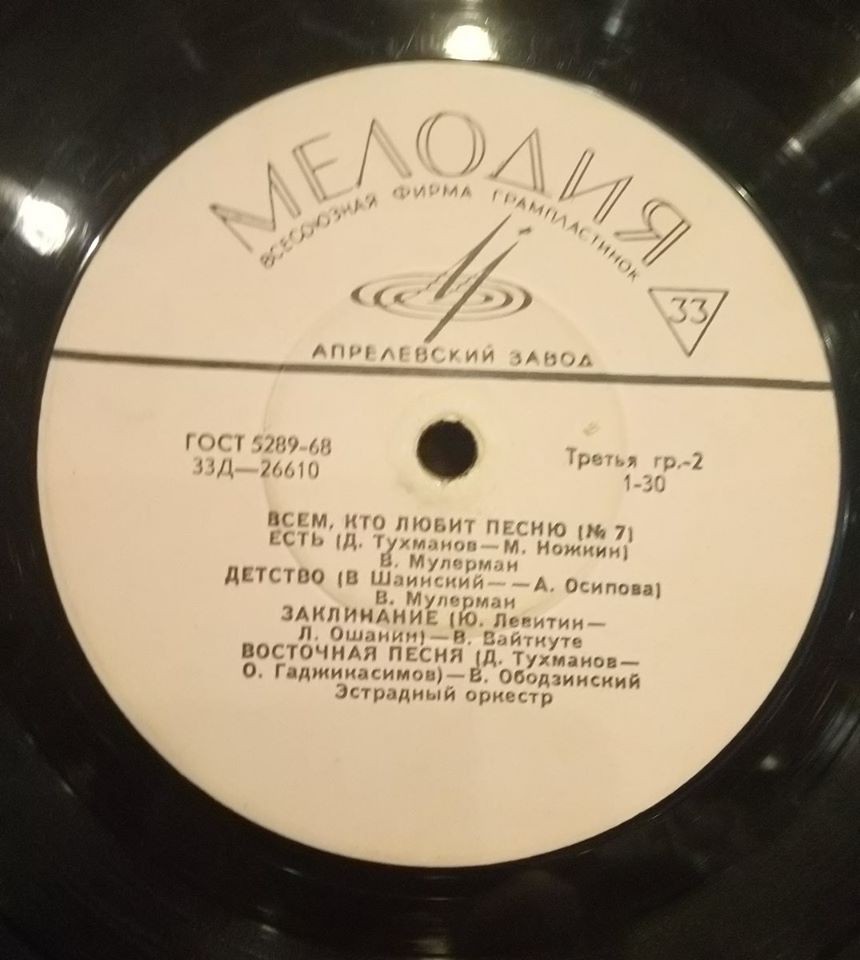 МЕЛОДИЯ
ВСЕСОЮЗНАЯ ФИРМА ГРАМПЛАСТИНОК
33
АПРЕЛЕВСКИЙ ЗАВОД
ГОСТ 5289-68
33Д—26610
Третья гр.-2
1-30
ВСЕМ, КТО ЛЮБИТ ПЕСНЮ (№ 7)
ЕСТЬ (Д. Тухманов—М. Ножкин)
В. Мулерман
ДЕТСТВО (В Шаинский— —А. Осипова)
В. Мулерман
ЗАКЛИНАНИЕ (Ю. Левитин—
Л. Ошанин)—В. Вайткуте
ВОСТОЧНАЯ ПЕСНЯ (Д. Тухманов—
О. Гаджикасимов)—В. Ободзинский
Эстрадный оркестр